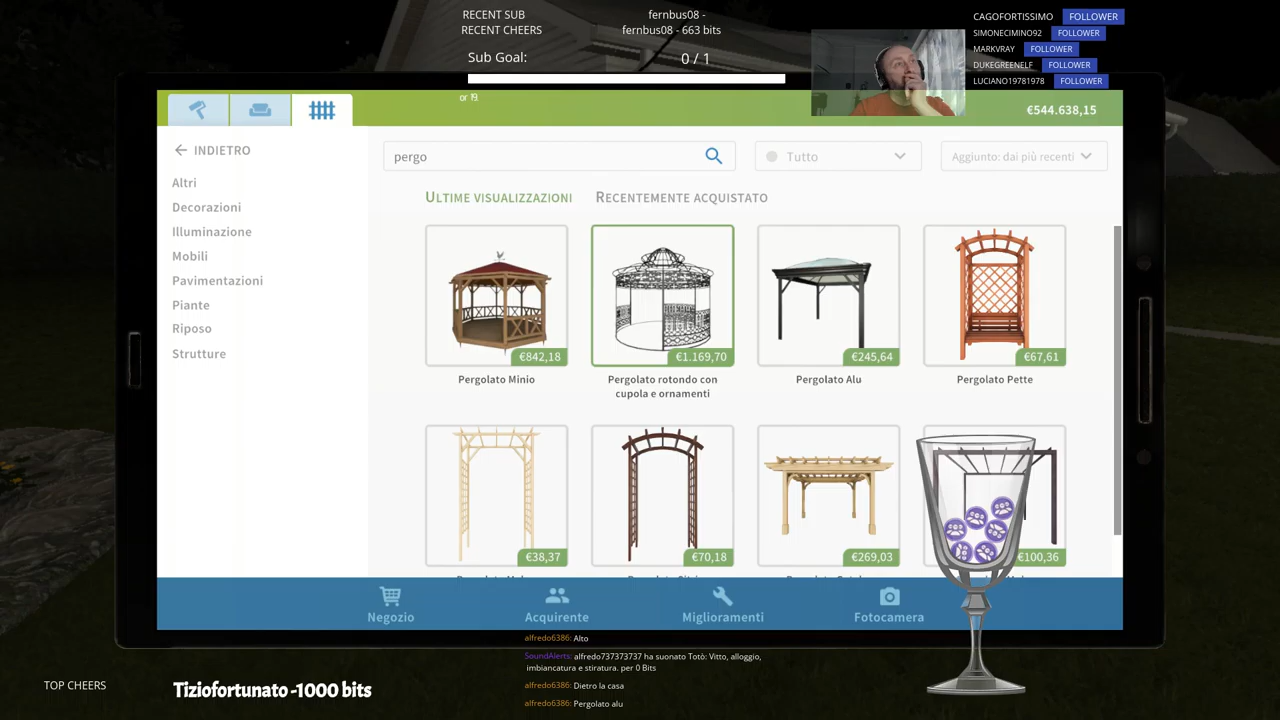 RECENT SUB
fernbus08 -
RECENT CHEERS
fernbus08 - 663 bits
Sub Goal:
0 / 1
CAGOFORTISSIMO FOLLOWER
SIMONECIMINO92 FOLLOWER
MARKVRAY FOLLOWER
DUKEGREENELF FOLLOWER
LUCIANO19781978 FOLLOWER
€544.638,15
INDIETRO
Altri
Decorazioni
Illuminazione
Mobili
Pavimentazioni
Piante
Riposo
Strutture
pergo
Tutto
Aggiunto: dai più recenti
ULTIME VISUALIZZAZIONI
RECENTEMENTE ACQUISTATO
€842,18
€1.169,70
€245,64
€67,61
Pergolato Minio
Pergolato rotondo con
cupola e ornamenti
Pergolato Alu
Pergolato Pette
€38,37
€70,18
€269,03
€100,36
Negozio
Acquirente
Miglioramenti
Fotocamera
alfredo6386: Alto
SoundAlerts: alfredo737373737 ha suonato Totò: Vitto, alloggio,
imbiancatura e stiratura. per 0 Bits
alfredo6386: Dietro la casa
alfredo6386: Pergolato alu
TOP CHEERS
Tiziofortunato -1000 bits